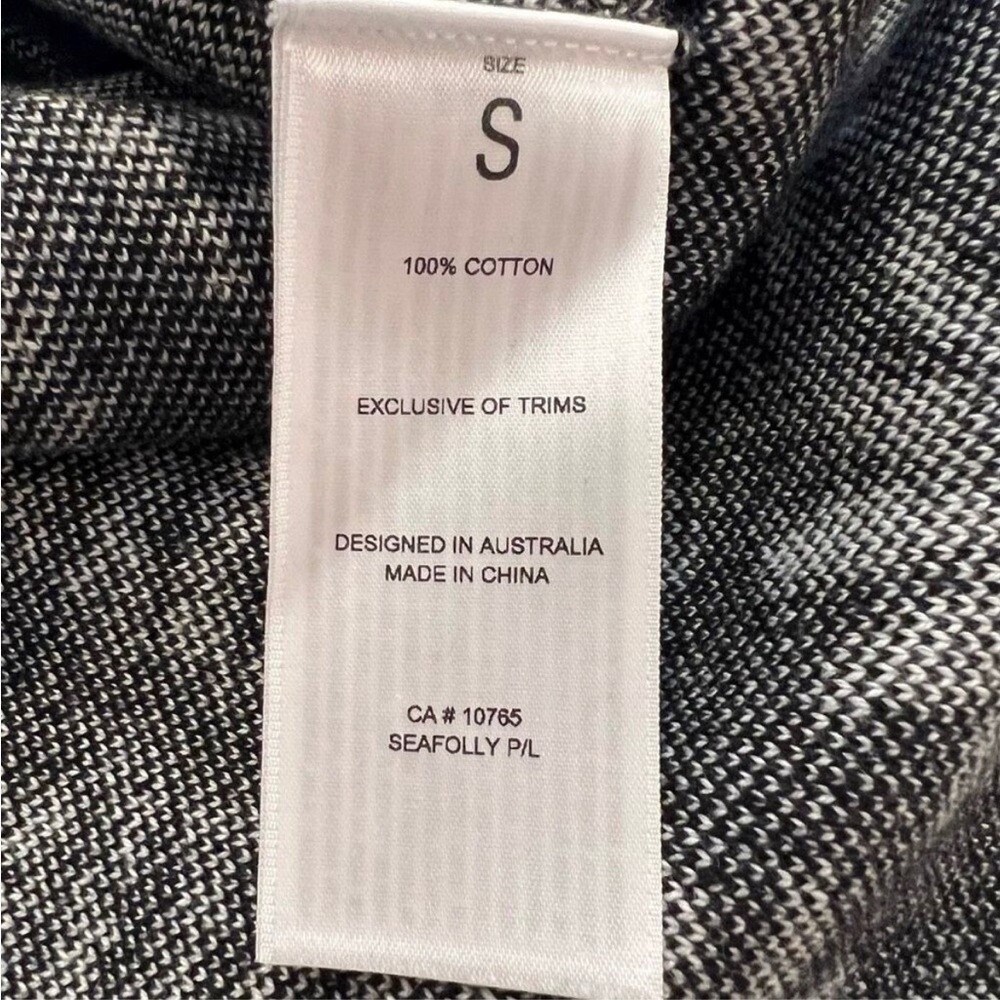 SIZE
S
100% COTTON
EXCLUSIVE OF TRIMS
DESIGNED IN AUSTRALIA
MADE IN CHINA
CA # 10765
SEAFOLLY P/L